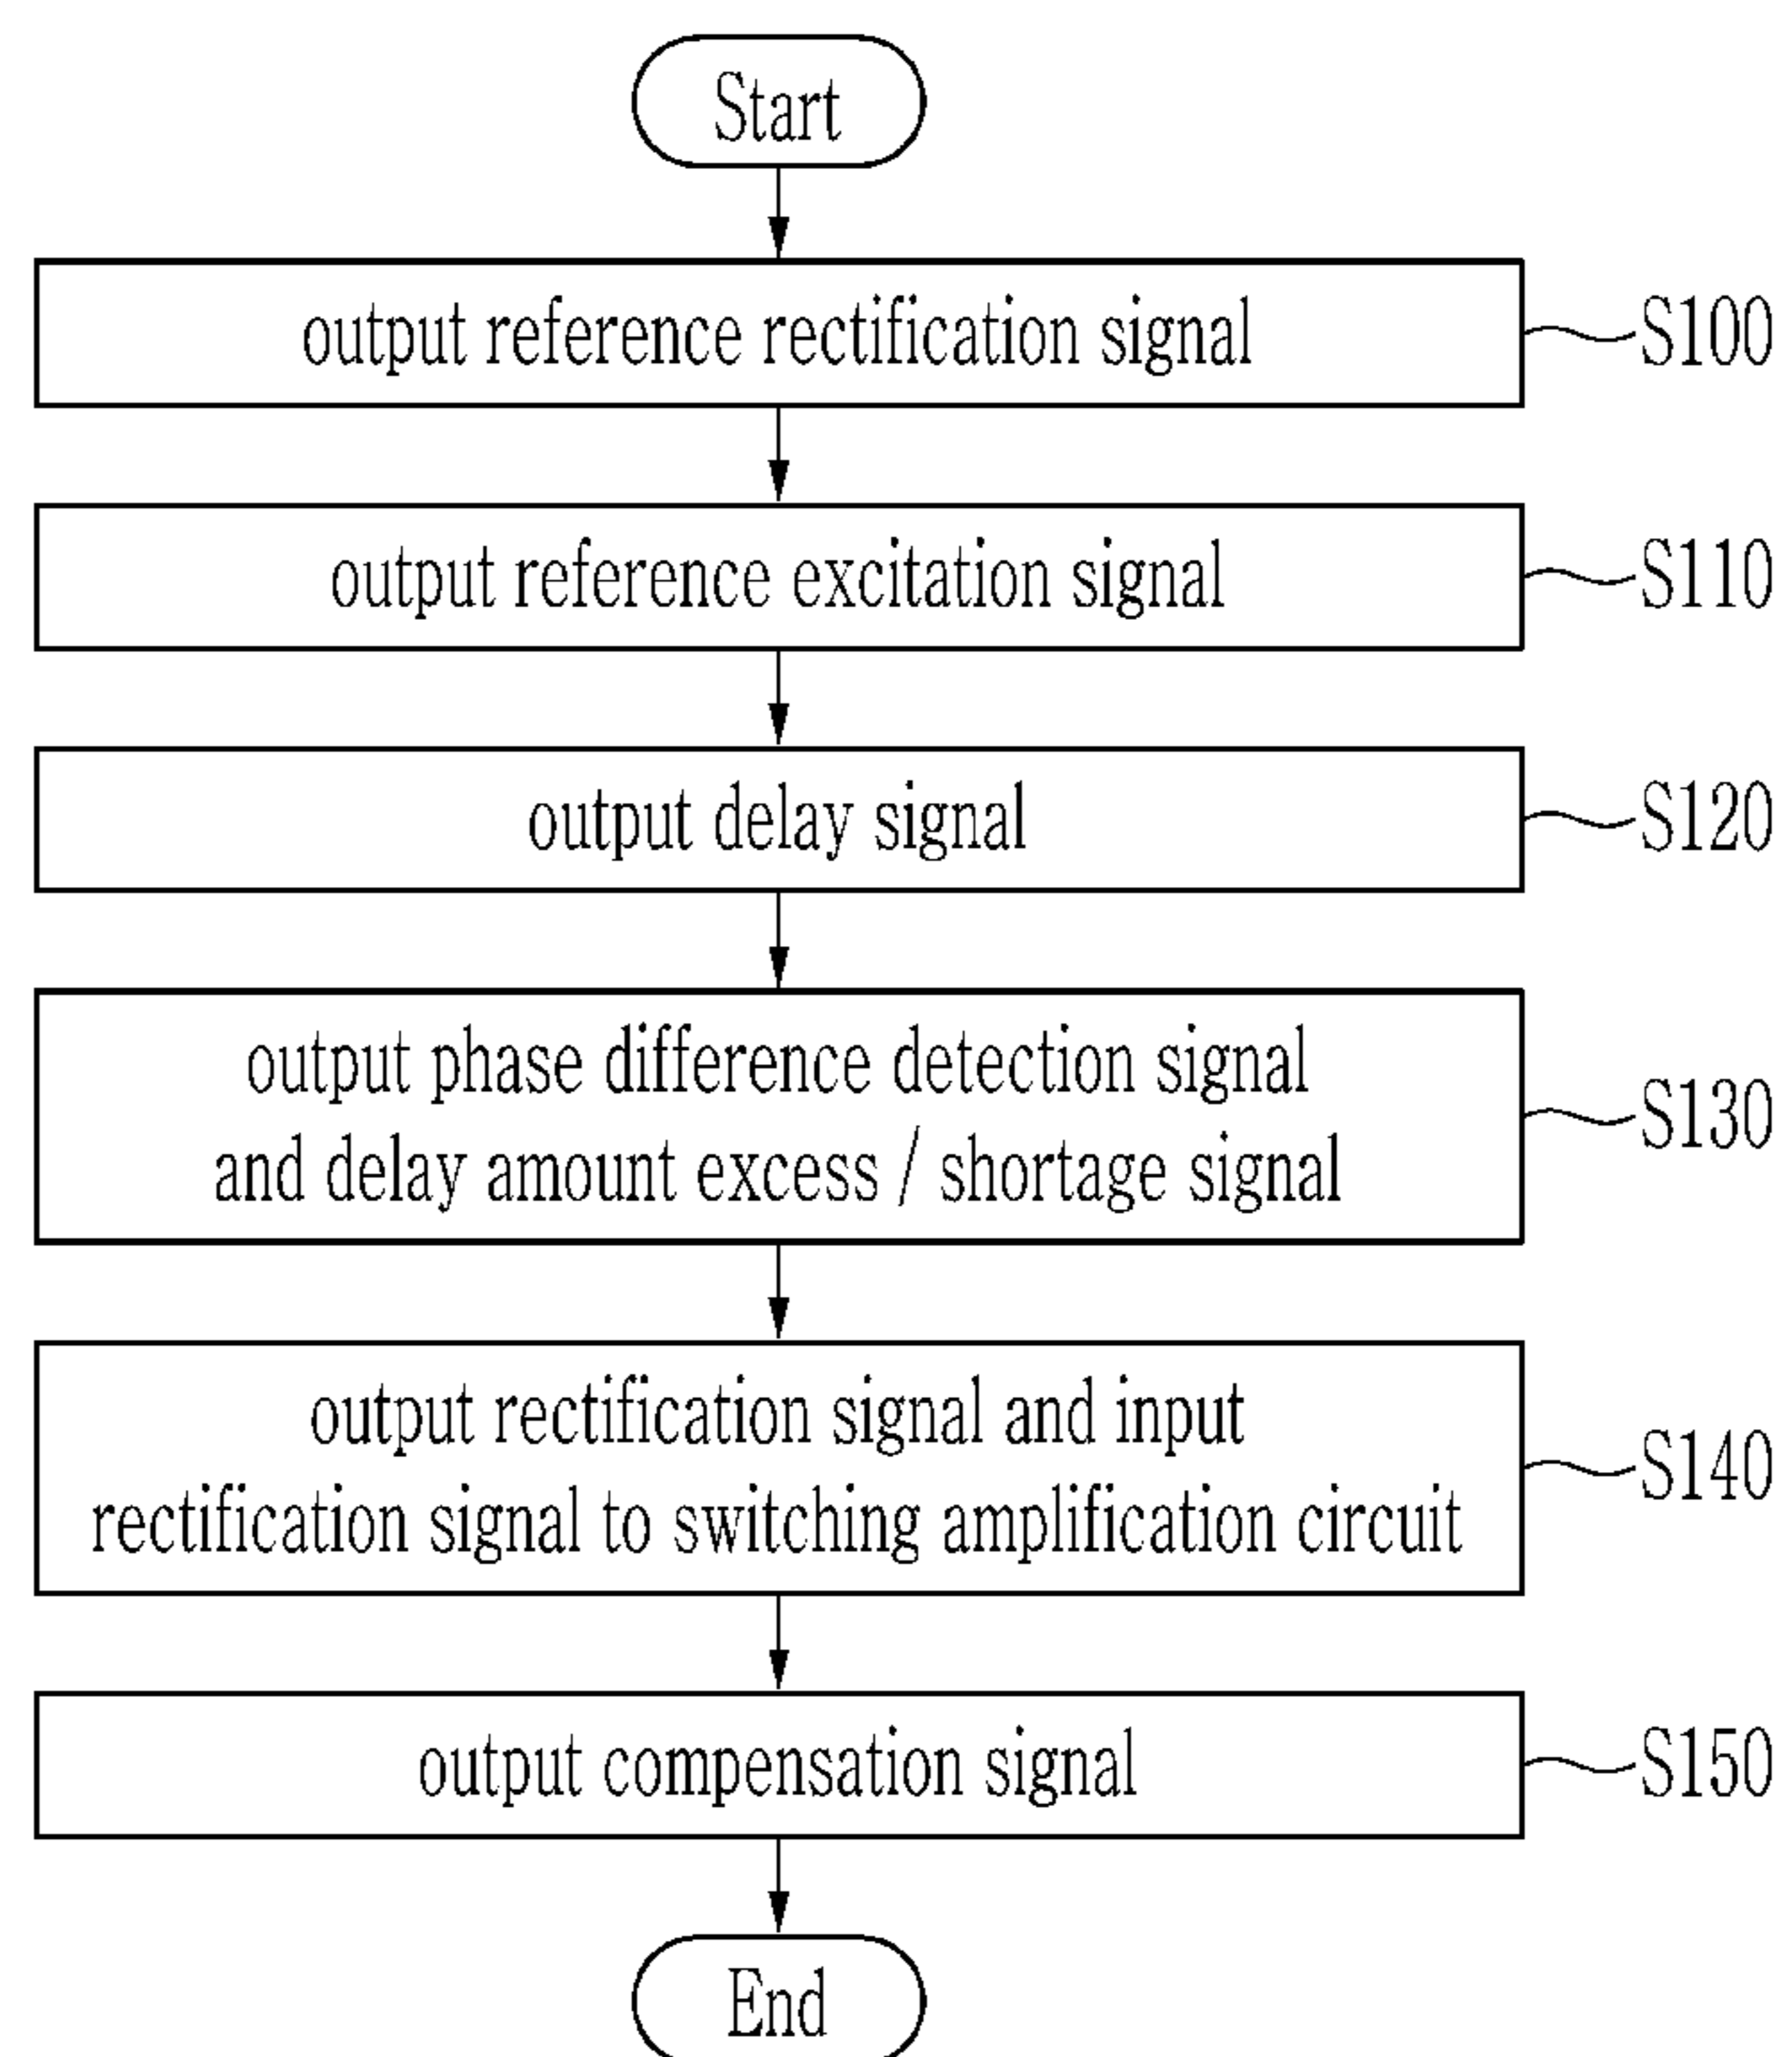 Start
output reference rectification signal
S100
output reference excitation signal
S110
output delay signal
S120
output phase difference detection signal
and delay amount excess / shortage signal
S130
output rectification signal and input
rectification signal to switching amplification circuit
S140
output compensation signal
S150
End